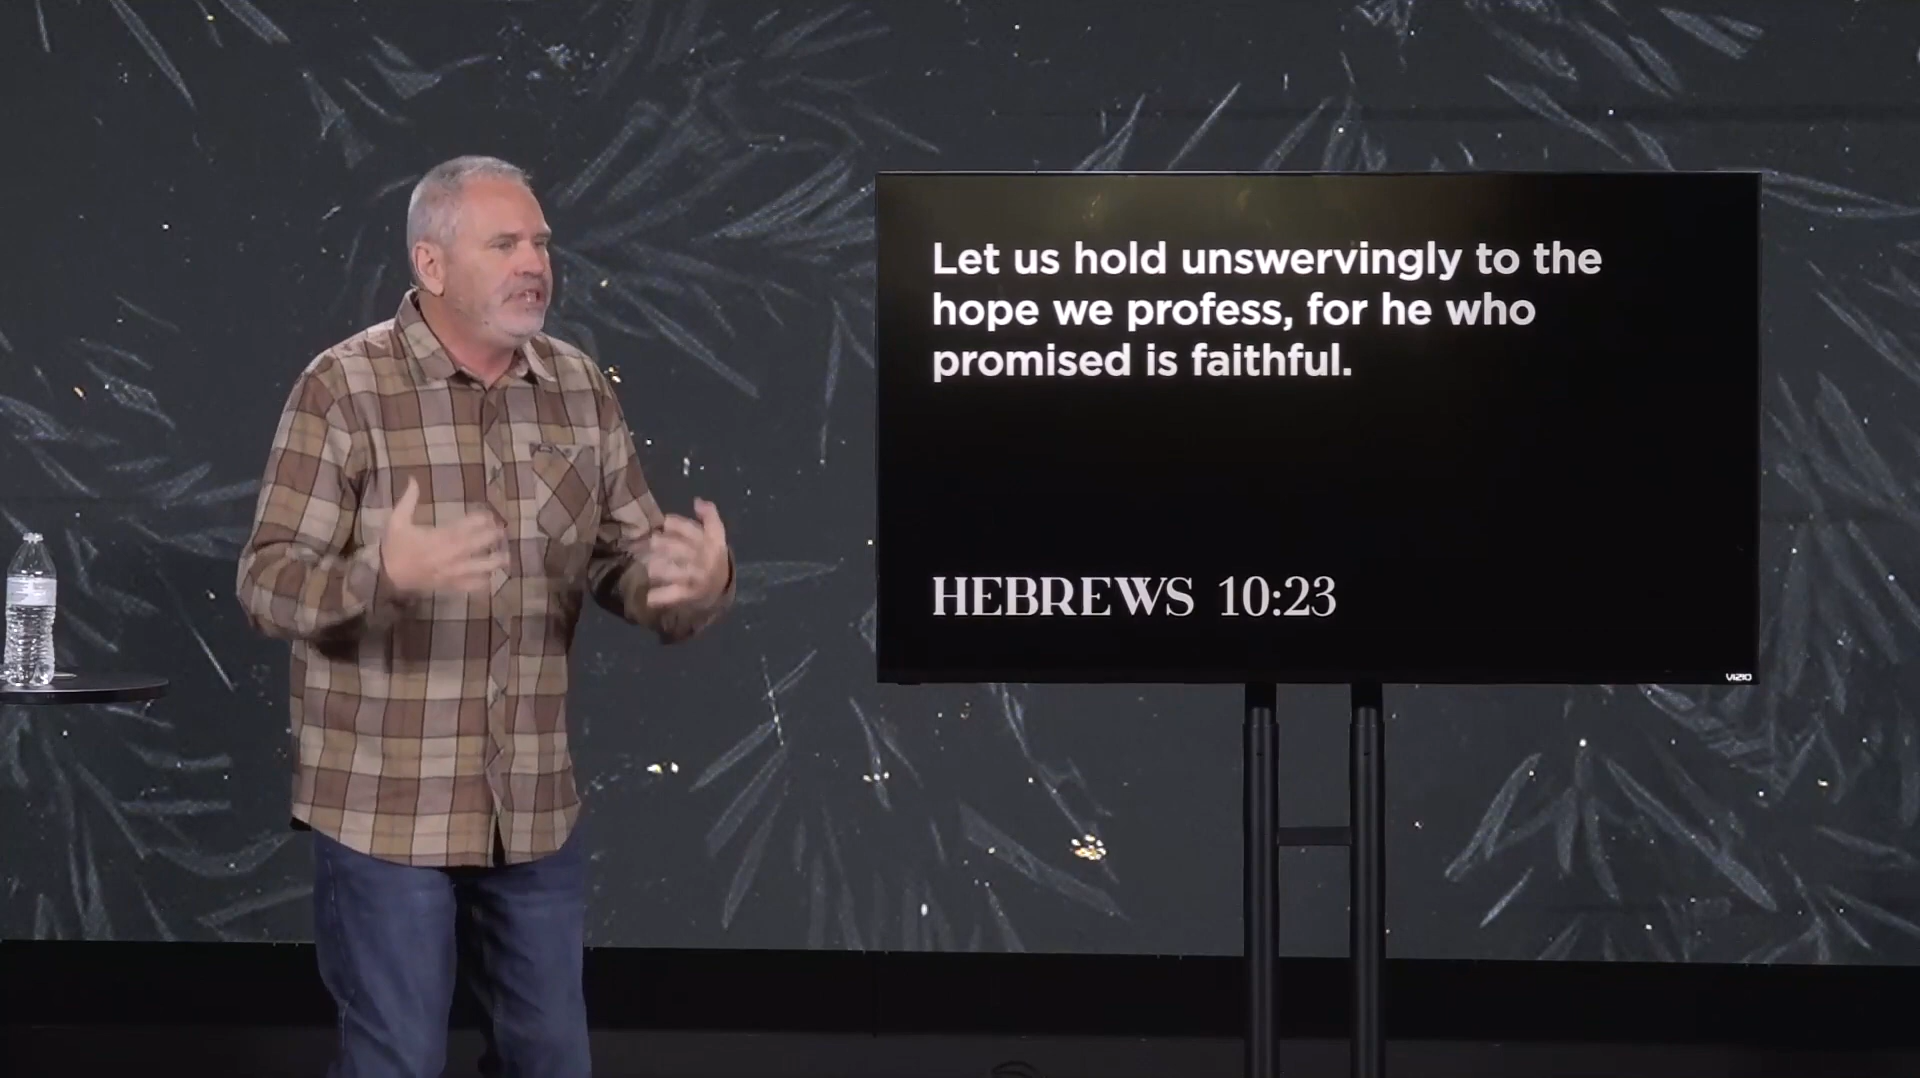 Let us hold unswervingly to the
hope we profess, for he who
promised is faithful.
HEBREWS 10:23
VIZIO